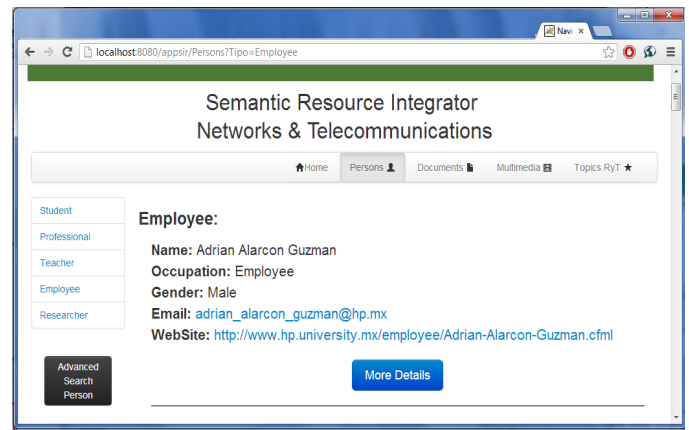 Navi
localhost:8080/appsir/Persons?Tipo=Employee
Semantic Resource Integrator
Networks & Telecommunications
Home Persons Documents Multimedia Topics RyT
Student
Professional
Teacher
Employee
Researcher
Advanced
Search
Person
Employee:
Name: Adrian Alarcon Guzman
Occupation: Employee
Gender: Male
Email: adrian_alarcon_guzman@hp.mx
WebSite: http://www.hp.university.mx/employee/Adrian-Alarcon-Guzman.cfml
More Details